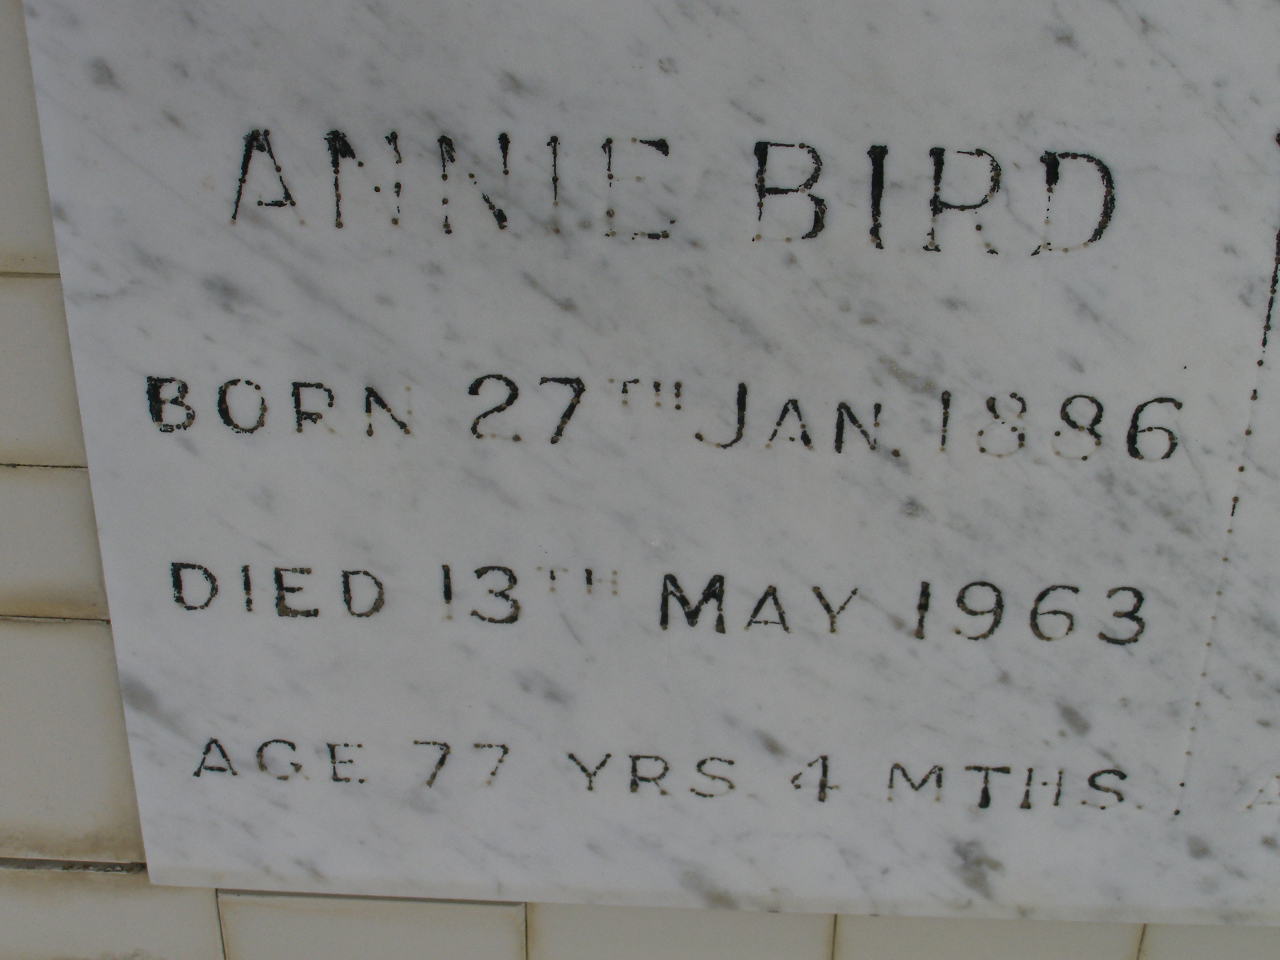 ANNIE BIRD
BORN 27TH JAN. 1886
DIED 13TH MAY 1963
AGE 77 YRS 4 MTHS.